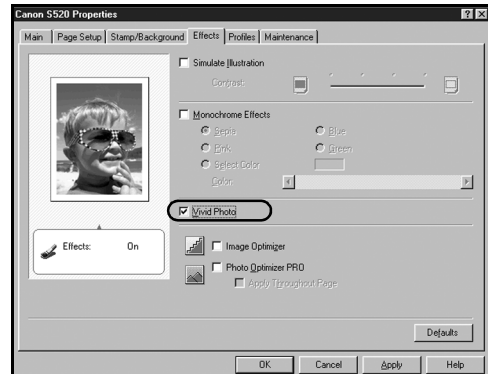 Canon S520 Properties
Main Page Setup Stamp/Background Effects Profiles Maintenance
Simulate Illustration
Contrast:
Monochrome Effects
Sepia Blue
Pink Green
Select Color
Color:
Vivid Photo
Effects: On
Image Optimizer
Photo Optimizer PRO
Apply Throughout Page
Defaults
OK Cancel Apply Help